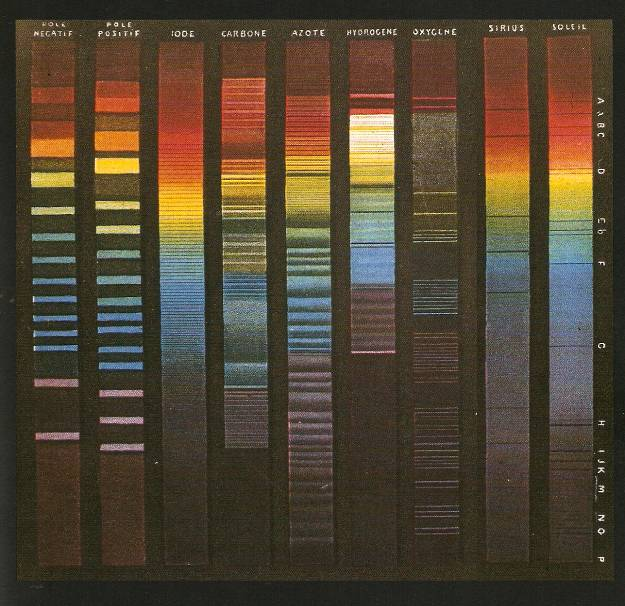 POLE
NEGATIF
POLE
POSITIF
IODE
CARBONE
AZOTE
HYDROGENE
OXYGENE
SIRIUS
SOLEIL
A
B C
D
E b
F
G
H
I J K
M
N O
P